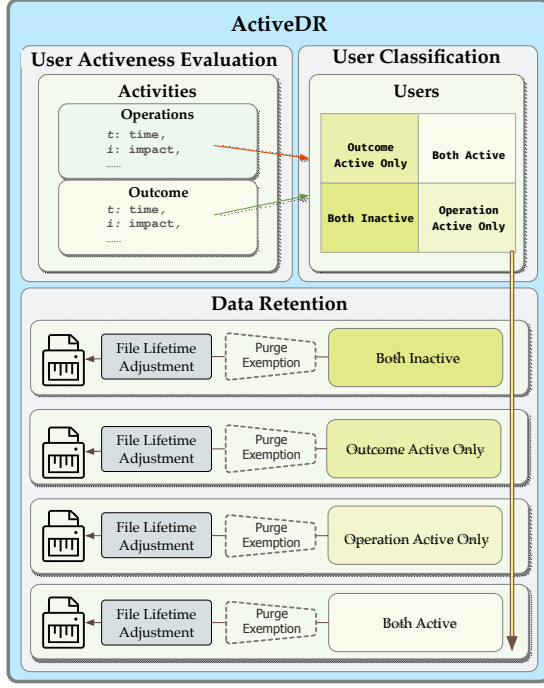 ActiveDR
User Activeness Evaluation
Activities
Operations
t: time,
i: impact,
......
Outcome
t: time,
i: impact,
......
User Classification
Users
Outcome
Active Only
Both Active
Both Inactive
Operation
Active Only
Data Retention
File Lifetime
Adjustment
Purge
Exemption
Both Inactive
File Lifetime
Adjustment
Purge
Exemption
Outcome Active Only
File Lifetime
Adjustment
Purge
Exemption
Operation Active Only
File Lifetime
Adjustment
Purge
Exemption
Both Active